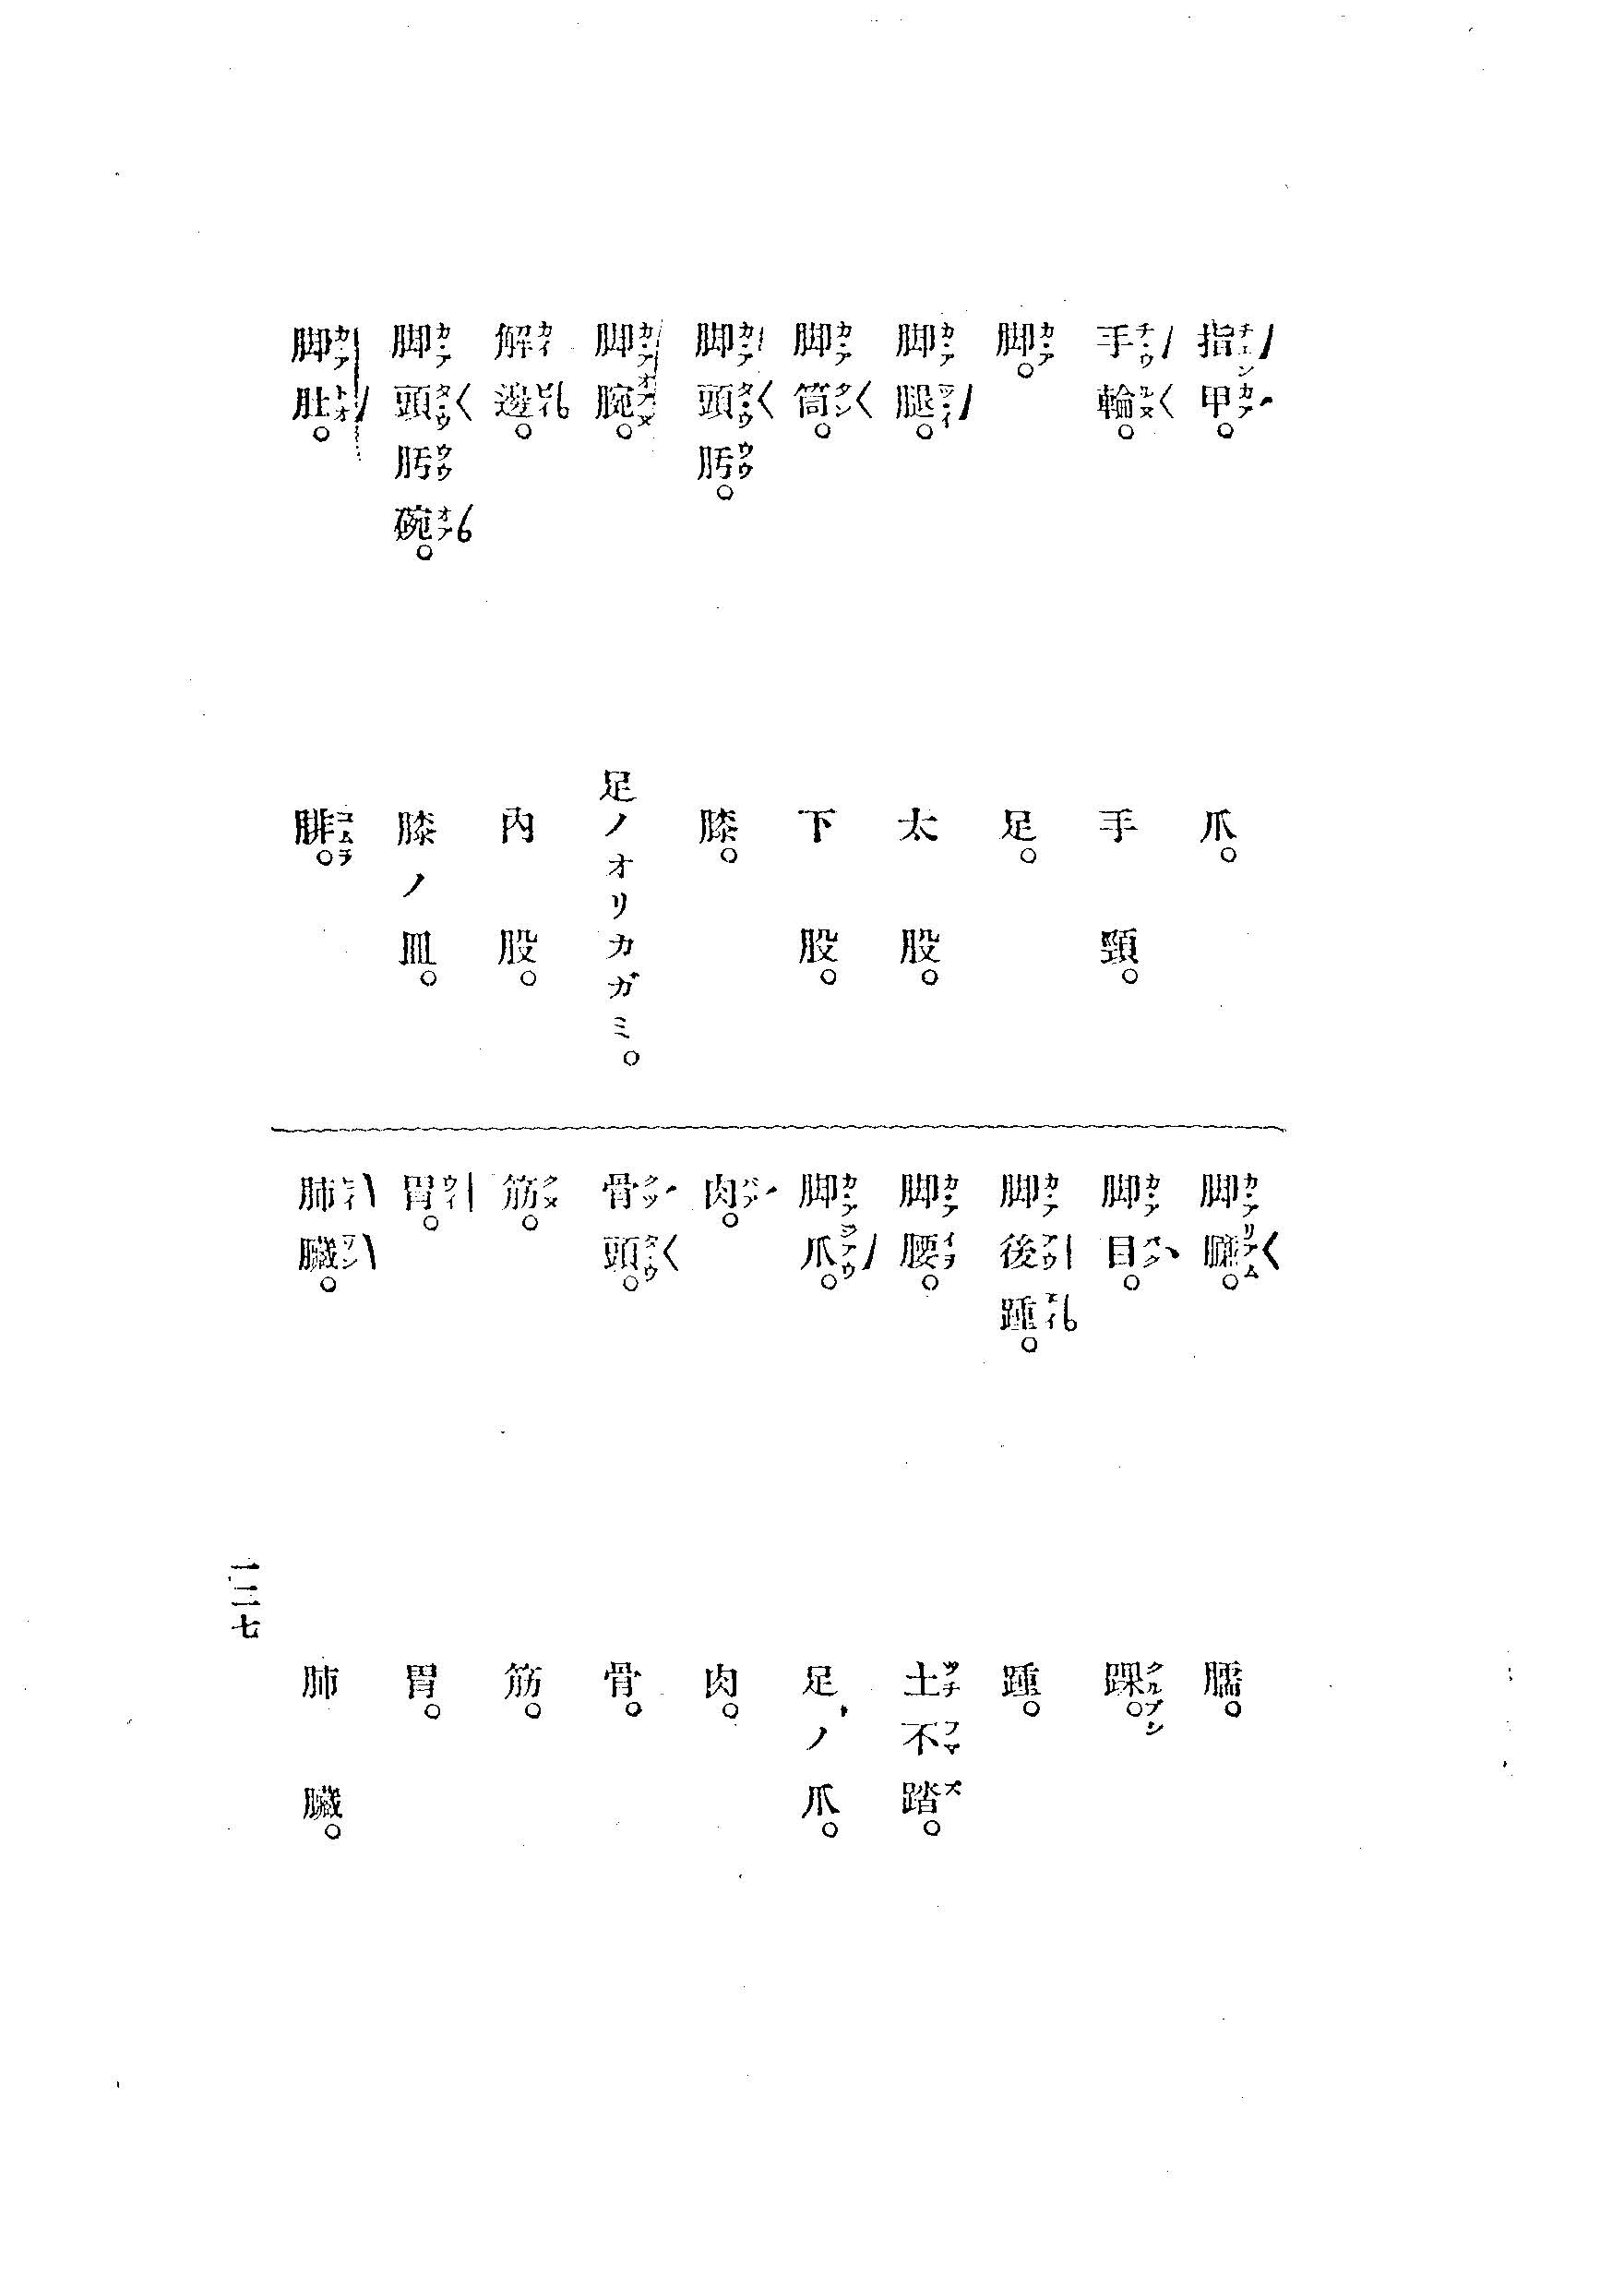 指甲。 爪。
手輪。 手頸。
脚。 足。
脚腿。 太股。
脚筒。 下股。
脚頭肟。 膝。
脚腕。 足ノオリカガミ。
解邊。 内股。
脚頭肟碗。 膝ノ皿。
脚肚。 腓。
脚臁。 臑。
脚目。 踝。
脚後踵。 踵。
脚腰。 土不踏。
脚爪。 足ノ爪。
肉。 肉。
骨頭。 骨。
筋。 筋。
胃。 胃。
肺臟。 肺臟。
一二七